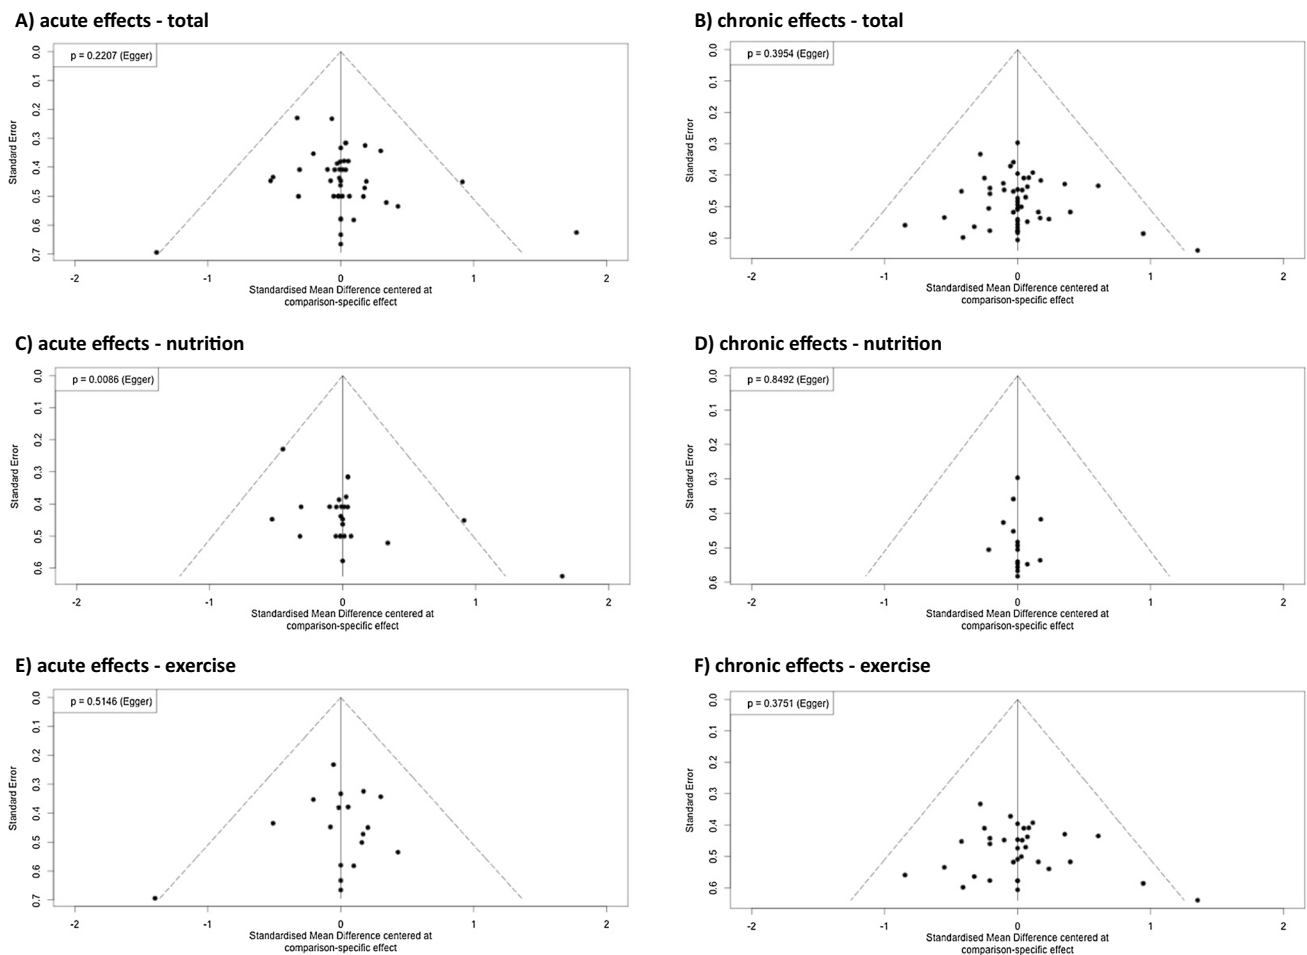 A) acute effects - total
p = 0.2207 (Egger)
Standard Error
0.0
0.1
0.2
0.3
0.4
0.5
0.6
0.7
-2
-1
0
1
2
Standardised Mean Difference centered at
comparison-specific effect
B) chronic effects - total
p = 0.3954 (Egger)
Standard Error
0.0
0.1
0.2
0.3
0.4
0.5
0.6
-2
-1
0
1
2
Standardised Mean Difference centered at
comparison-specific effect
C) acute effects - nutrition
p = 0.0086 (Egger)
Standard Error
0.0
0.1
0.2
0.3
0.4
0.5
0.6
-2
-1
0
1
2
Standardised Mean Difference centered at
comparison-specific effect
D) chronic effects - nutrition
p = 0.8492 (Egger)
Standard Error
0.0
0.1
0.2
0.3
0.4
0.5
0.6
-2
-1
0
1
2
Standardised Mean Difference centered at
comparison-specific effect
E) acute effects - exercise
p = 0.5146 (Egger)
Standard Error
0.0
0.1
0.2
0.3
0.4
0.5
0.6
0.7
-2
-1
0
1
2
Standardised Mean Difference centered at
comparison-specific effect
F) chronic effects - exercise
p = 0.3751 (Egger)
Standard Error
0.0
0.1
0.2
0.3
0.4
0.5
0.6
-2
-1
0
1
2
Standardised Mean Difference centered at
comparison-specific effect